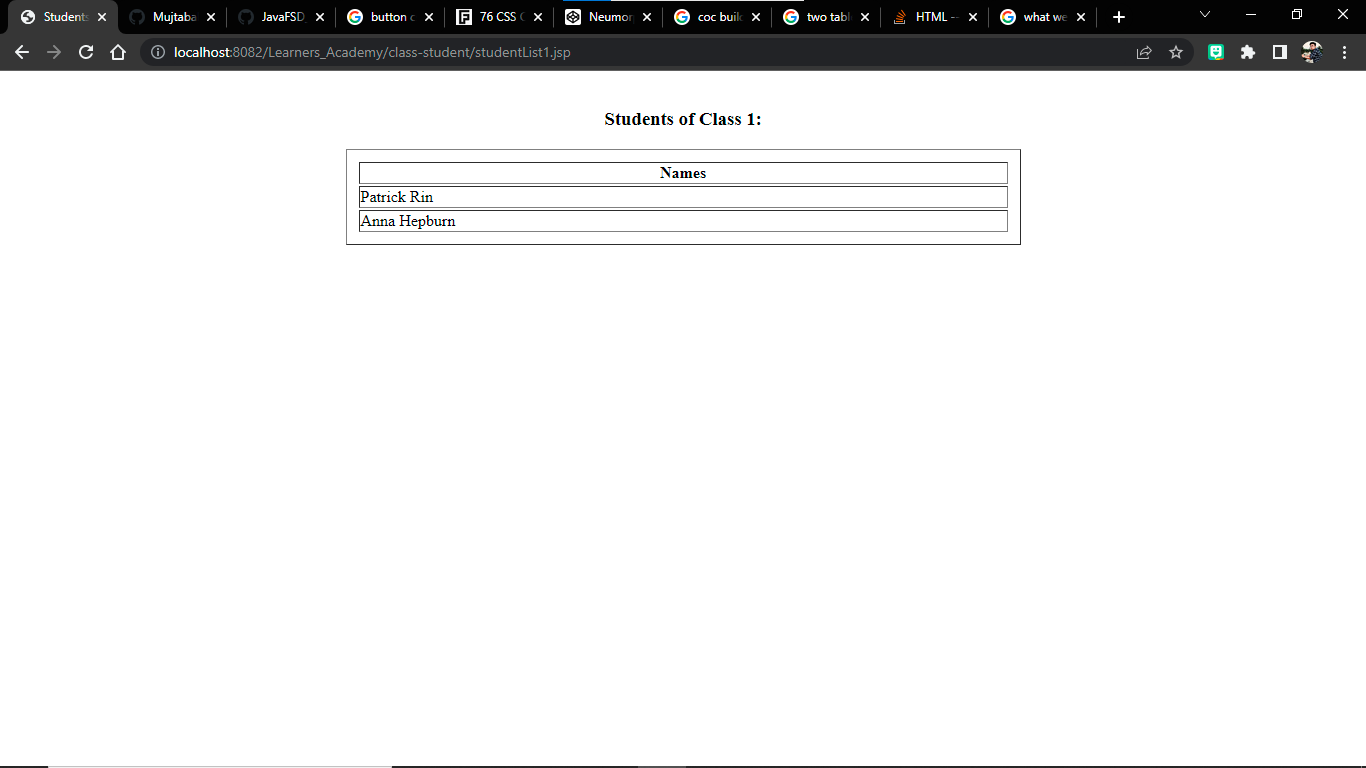 Students
Mujtaba
JavaFSD
button c
76 CSS
Neumor
coc buil
two tabl
HTML -
what we
localhost:8082/Learners_Academy/class-student/studentList1.jsp
Students of Class 1:
Names
Patrick Rin
Anna Hepburn